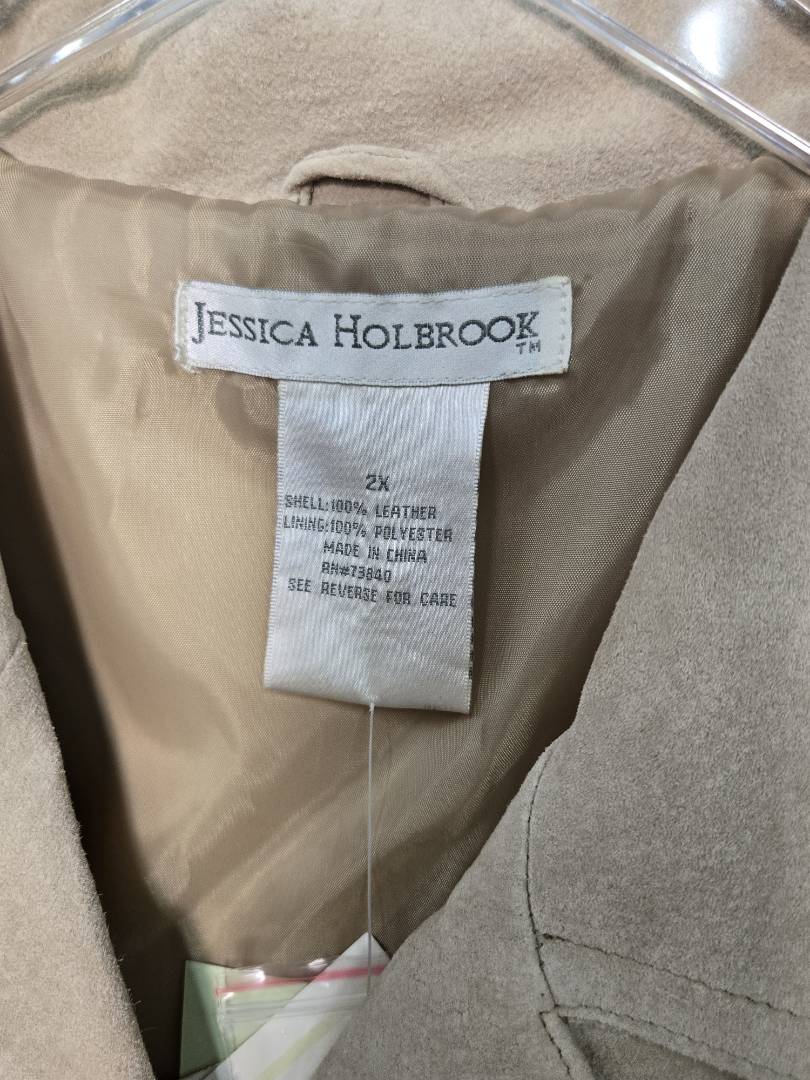 JESSICA HOLBROOK
TM
2X
SHELL:100% LEATHER
LINING:100% POLYESTER
MADE IN CHINA
RN#73840
SEE REVERSE FOR CARE